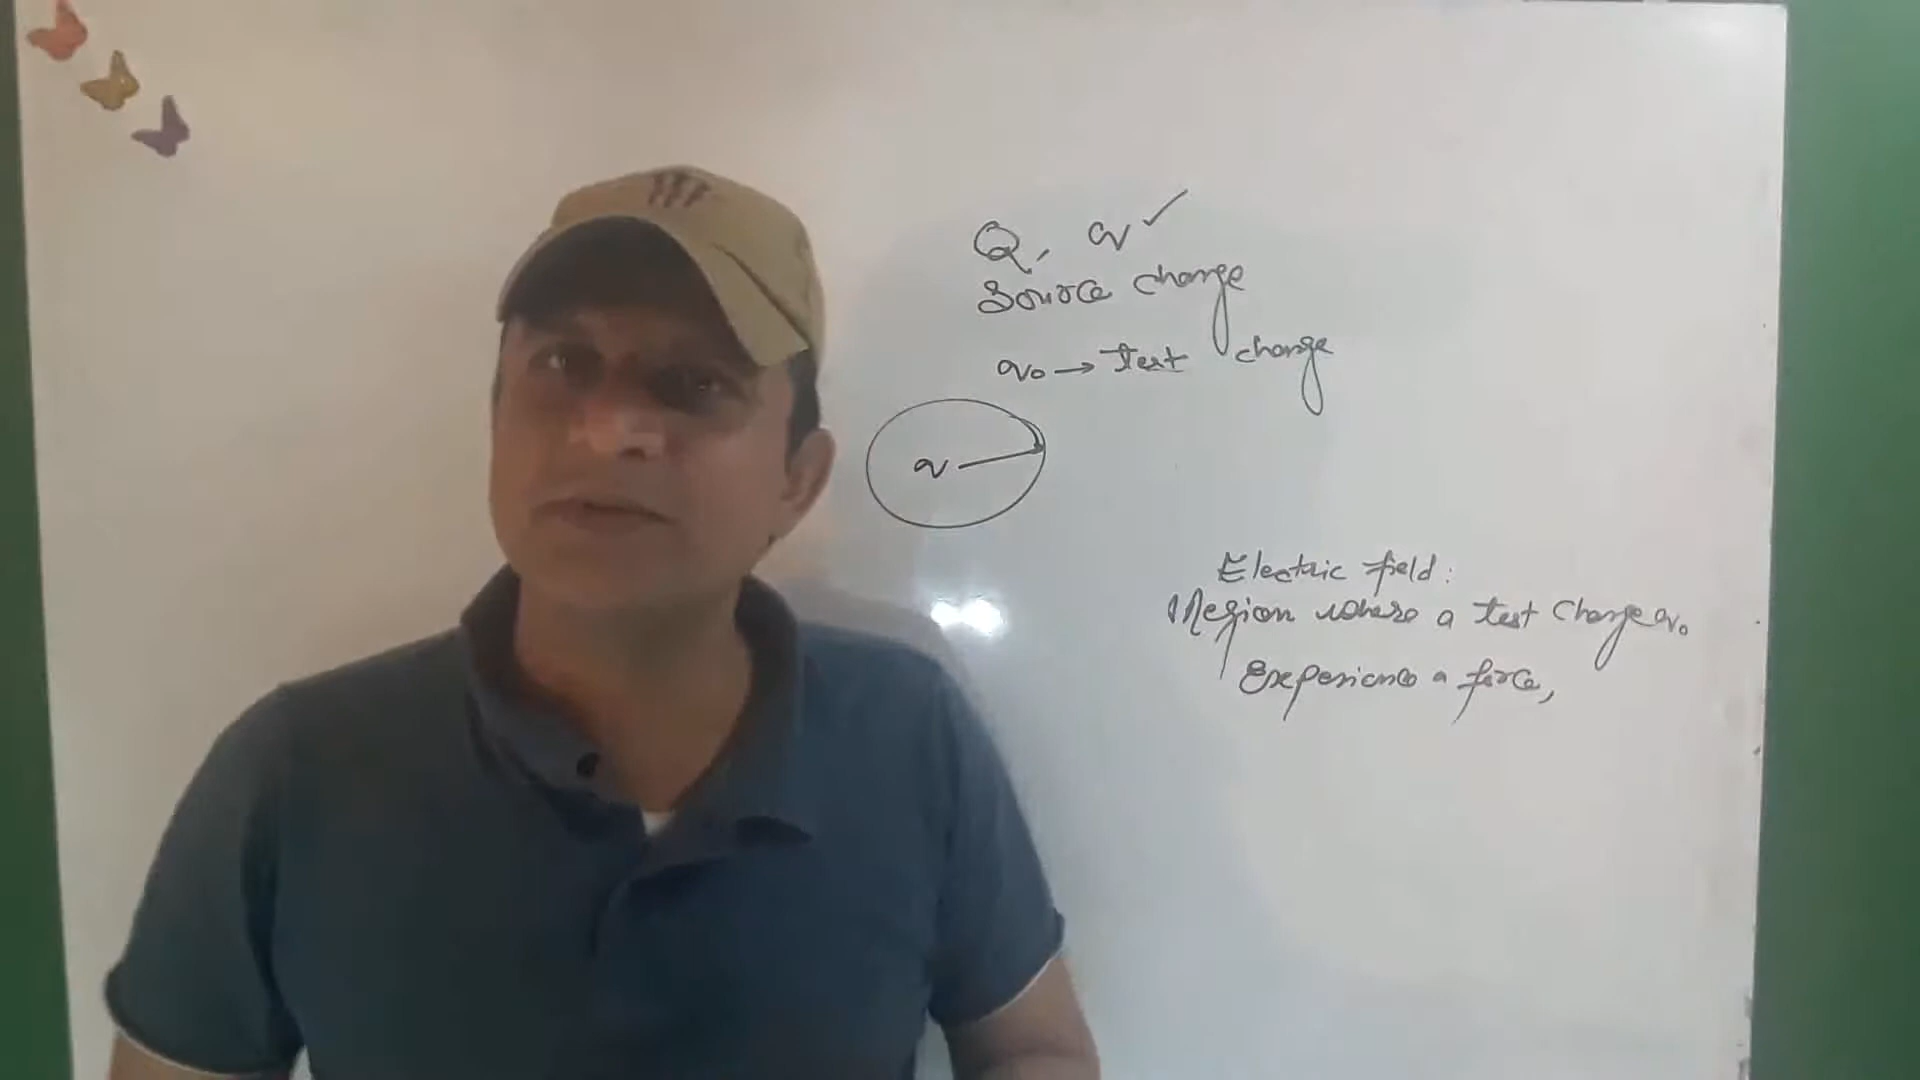 Q, q ✓
Source charge
q₀ → Test charge
q
Electric field:
Region where a test charge q₀
Experience a force,